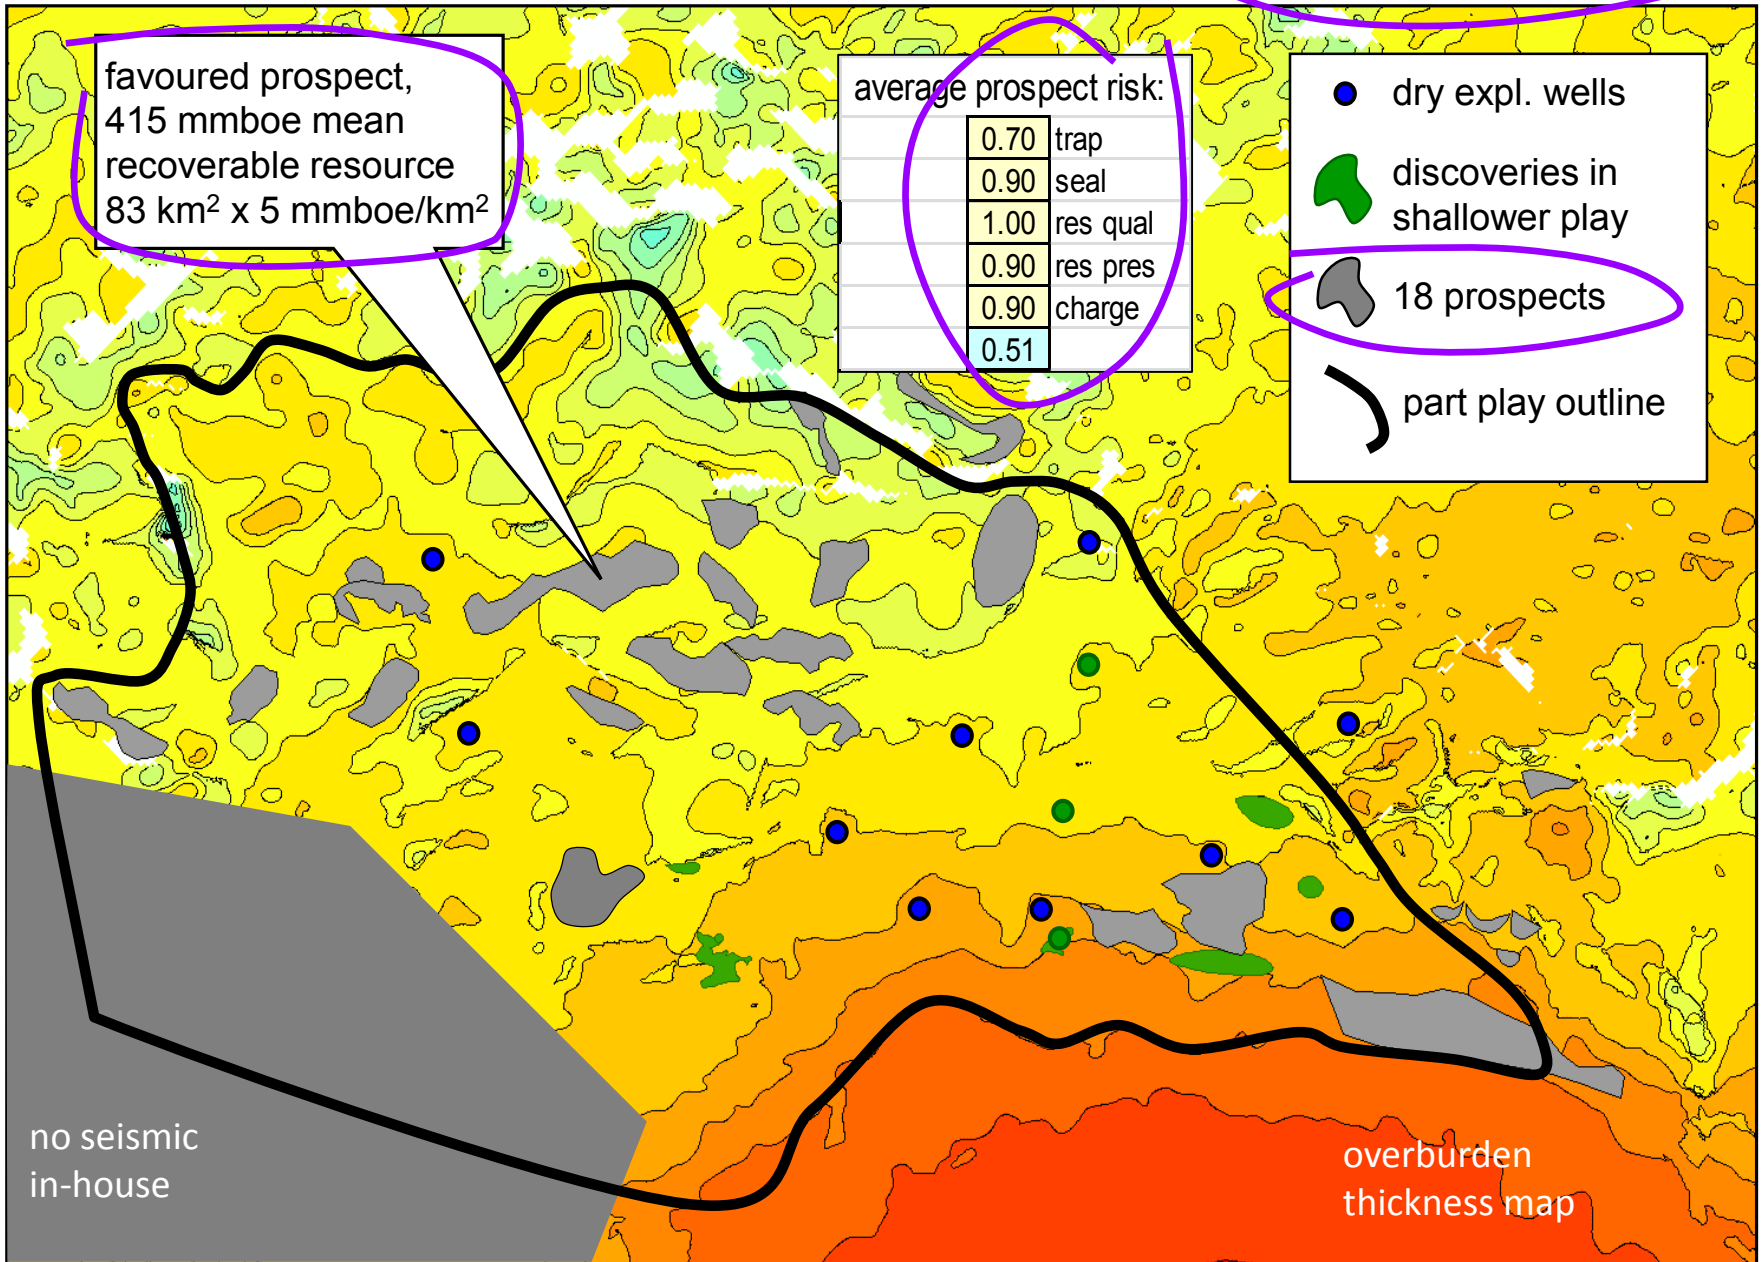 favoured prospect,
415 mmboe mean
recoverable resource
83 km² x 5 mmboe/km²
average prospect risk:
0.70 trap
0.90 seal
1.00 res qual
0.90 res pres
0.90 charge
0.51
dry expl. wells
discoveries in
shallower play
18 prospects
part play outline
no seismic
in-house
overburden
thickness map